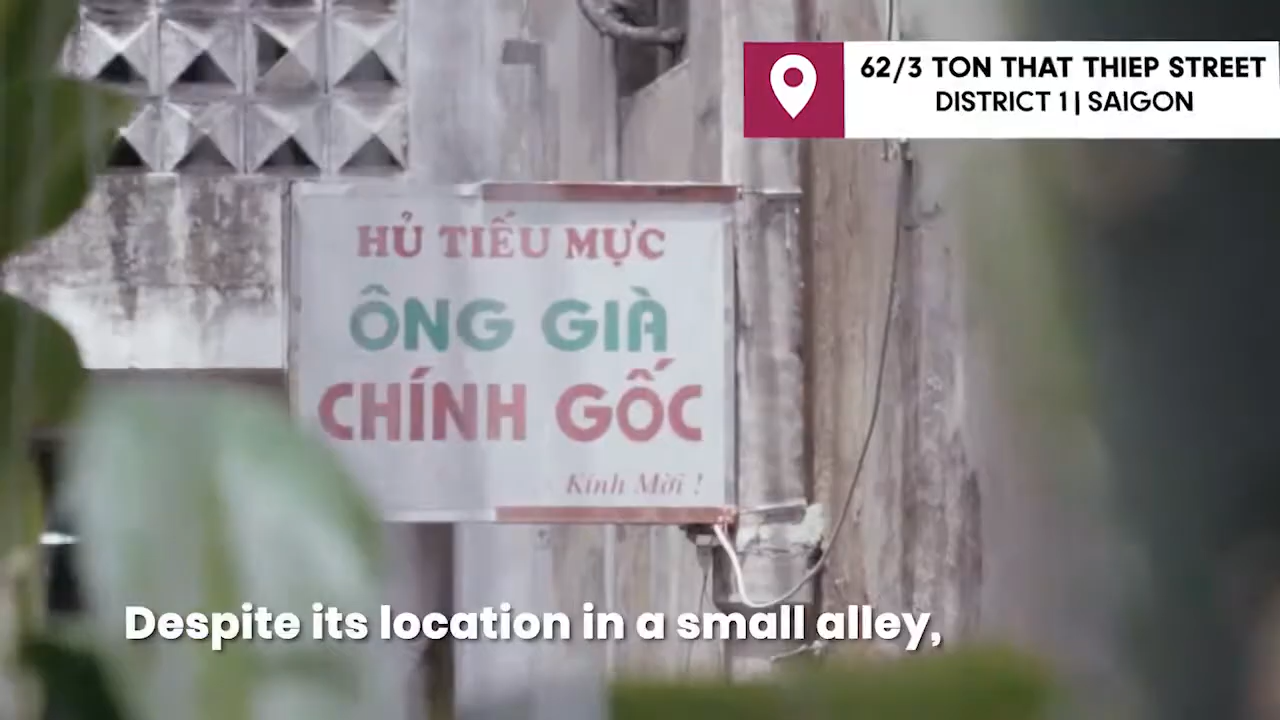 62/3 TON THAT THIEP STREET
DISTRICT 1 | SAIGON
HỦ TIẾU MỰC
ÔNG GIÀ
CHÍNH GỐC
Kính Mời !
Despite its location in a small alley,